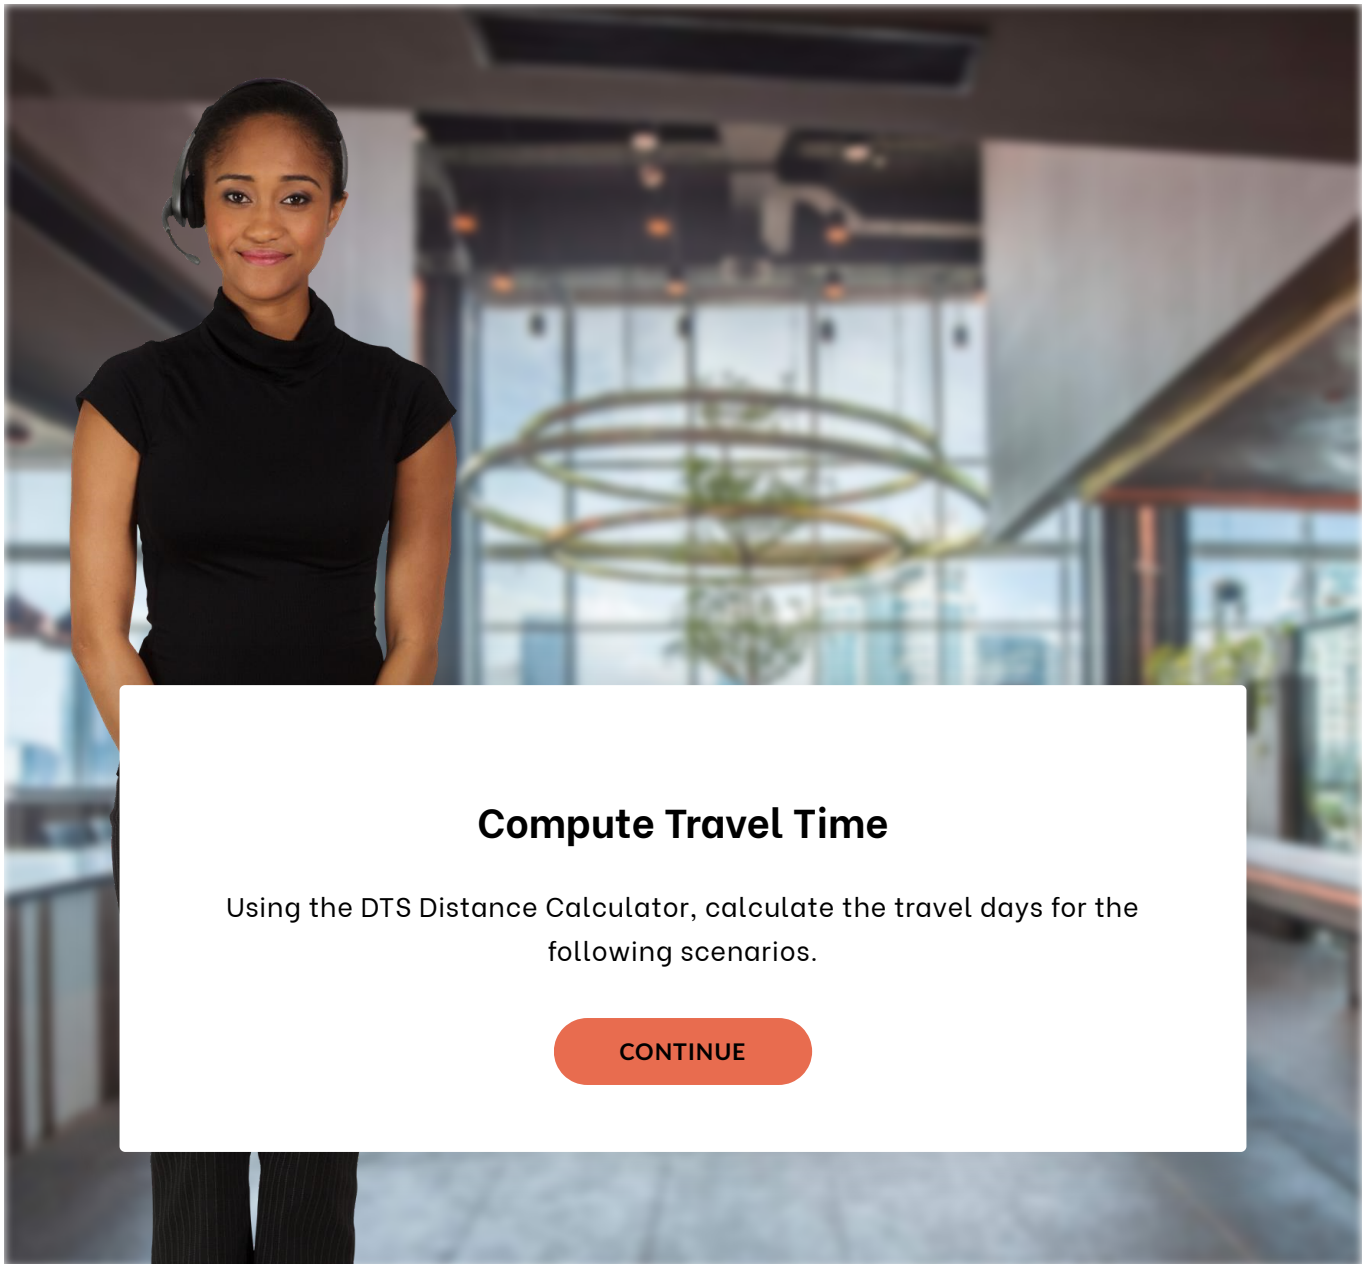 Compute Travel Time
Using the DTS Distance Calculator, calculate the travel days for the
following scenarios.
CONTINUE